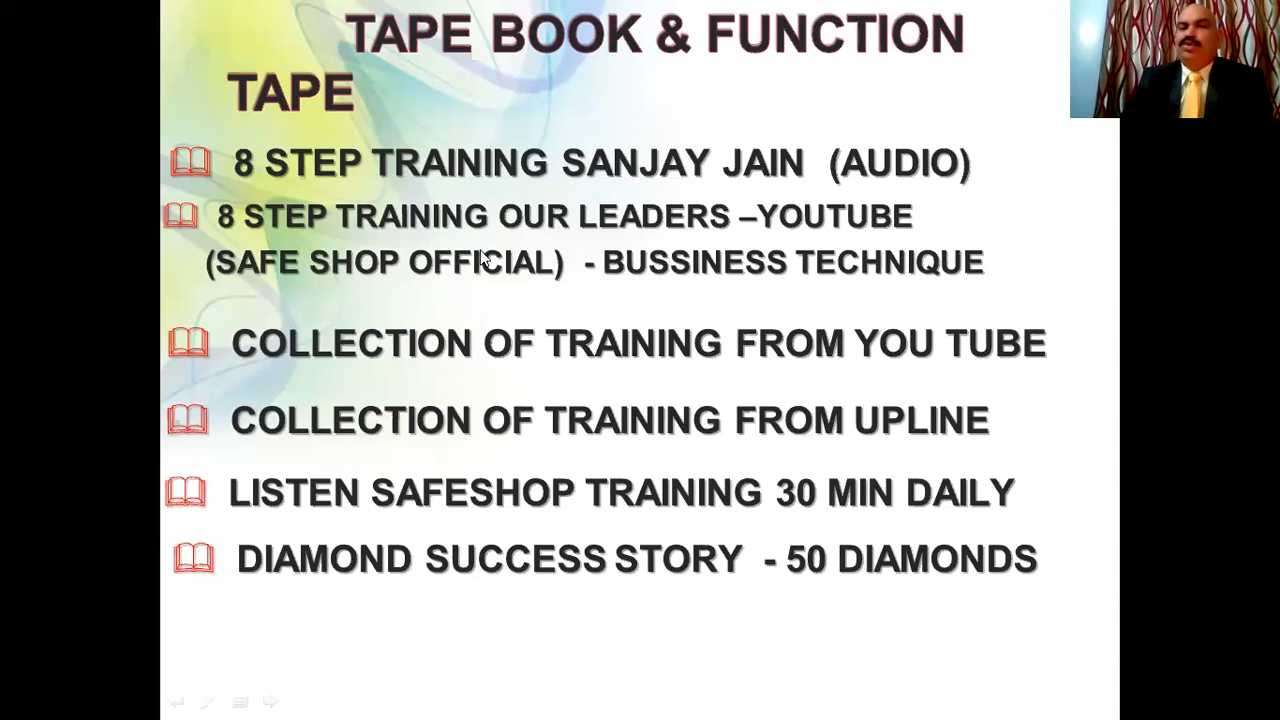 TAPE BOOK & FUNCTION
TAPE
8 STEP TRAINING SANJAY JAIN (AUDIO)
8 STEP TRAINING OUR LEADERS –YOUTUBE
(SAFE SHOP OFFICIAL) - BUSSINESS TECHNIQUE
COLLECTION OF TRAINING FROM YOU TUBE
COLLECTION OF TRAINING FROM UPLINE
LISTEN SAFESHOP TRAINING 30 MIN DAILY
DIAMOND SUCCESS STORY - 50 DIAMONDS